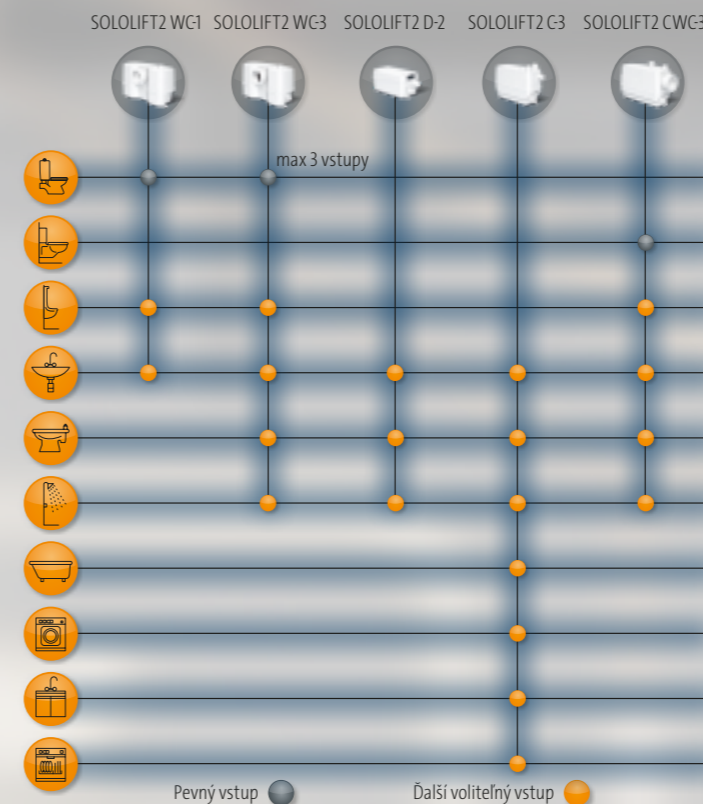 SOLOLIFT2 WC-1 SOLOLIFT2 WC-3 SOLOLIFT2 D-2 SOLOLIFT2 C-3 SOLOLIFT2 CWC-3
max 3 vstupy
Pevný vstup Ďalší voliteľný vstup